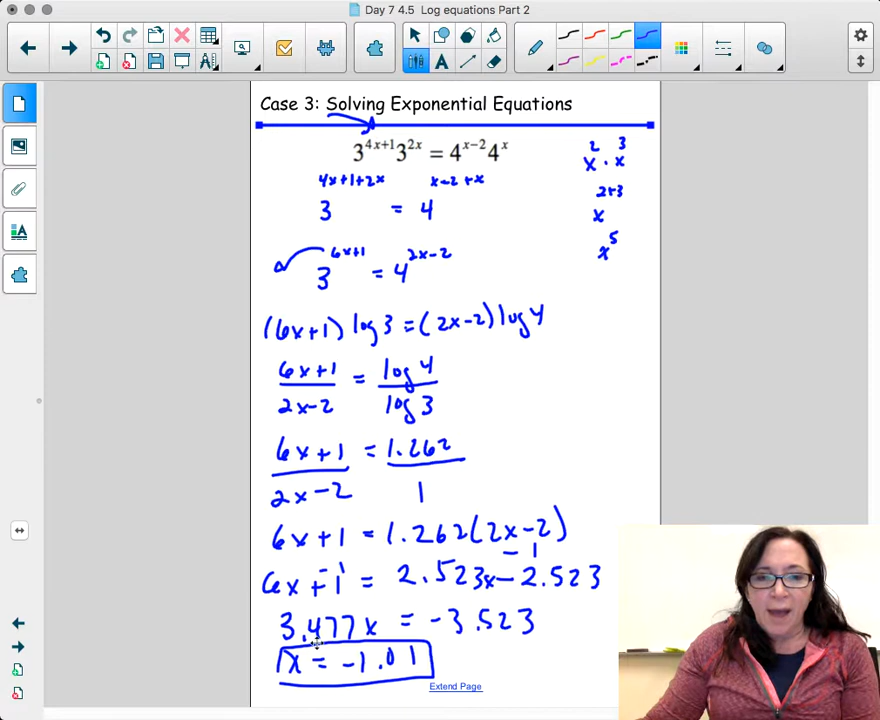 Day 7 4.5 Log equations Part 2
Case 3: Solving Exponential Equations
3^{4x+1}3^{2x} = 4^{x-2}4^{x}
3^{4x+1+2x} = 4^{x-2+x}
3^{6x+1} = 4^{2x-2}
x^2 · x^3
x^{2+3}
x^5
(6x+1) log 3 = (2x-2) log 4
6x+1 = log 4
2x-2 log 3
6x+1 = 1.262
2x-2 1
6x+1 = 1.262(2x-2)
-1 -1
6x+1 = 2.523x-2.523
3.477x = -3.523
x = -1.01
Extend Page